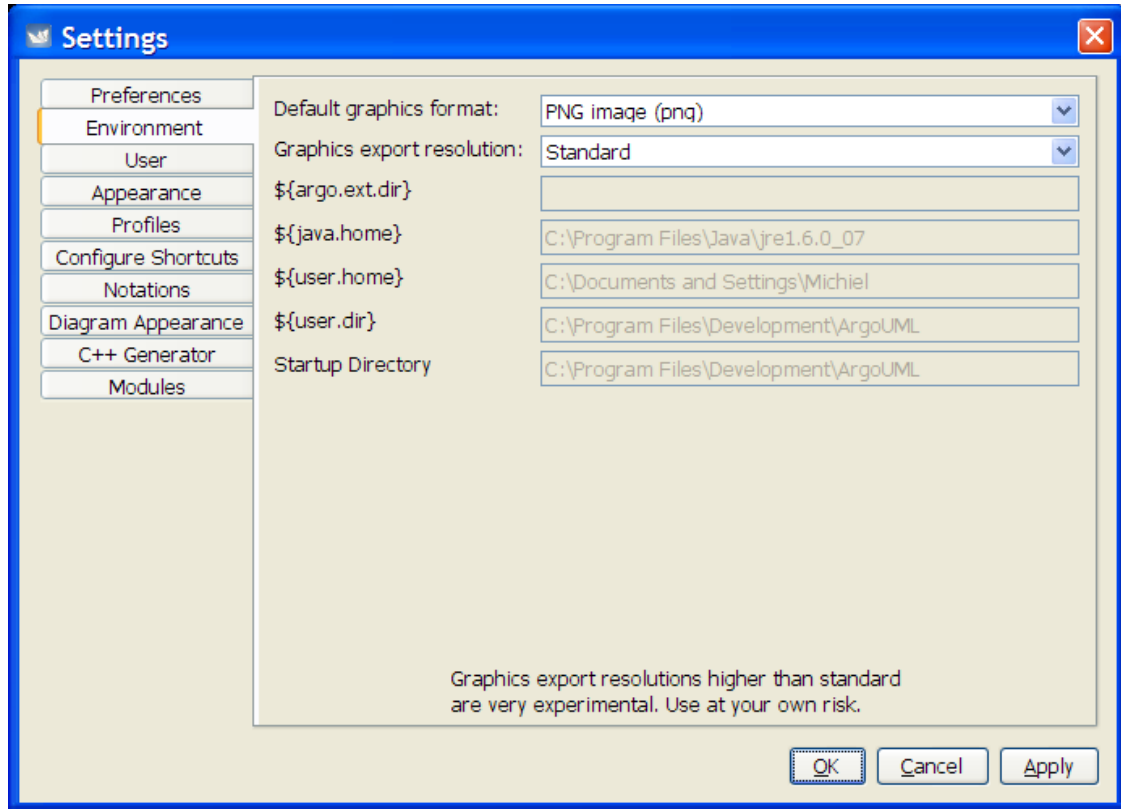 Settings
Preferences
Environment
User
Appearance
Profiles
Configure Shortcuts
Notations
Diagram Appearance
C++ Generator
Modules
Default graphics format: PNG image (png)
Graphics export resolution: Standard
${argo.ext.dir}
${java.home} C:\Program Files\Java\jre1.6.0_07
${user.home} C:\Documents and Settings\Michiel
${user.dir} C:\Program Files\Development\ArgoUML
Startup Directory C:\Program Files\Development\ArgoUML
Graphics export resolutions higher than standard
are very experimental. Use at your own risk.
OK Cancel Apply